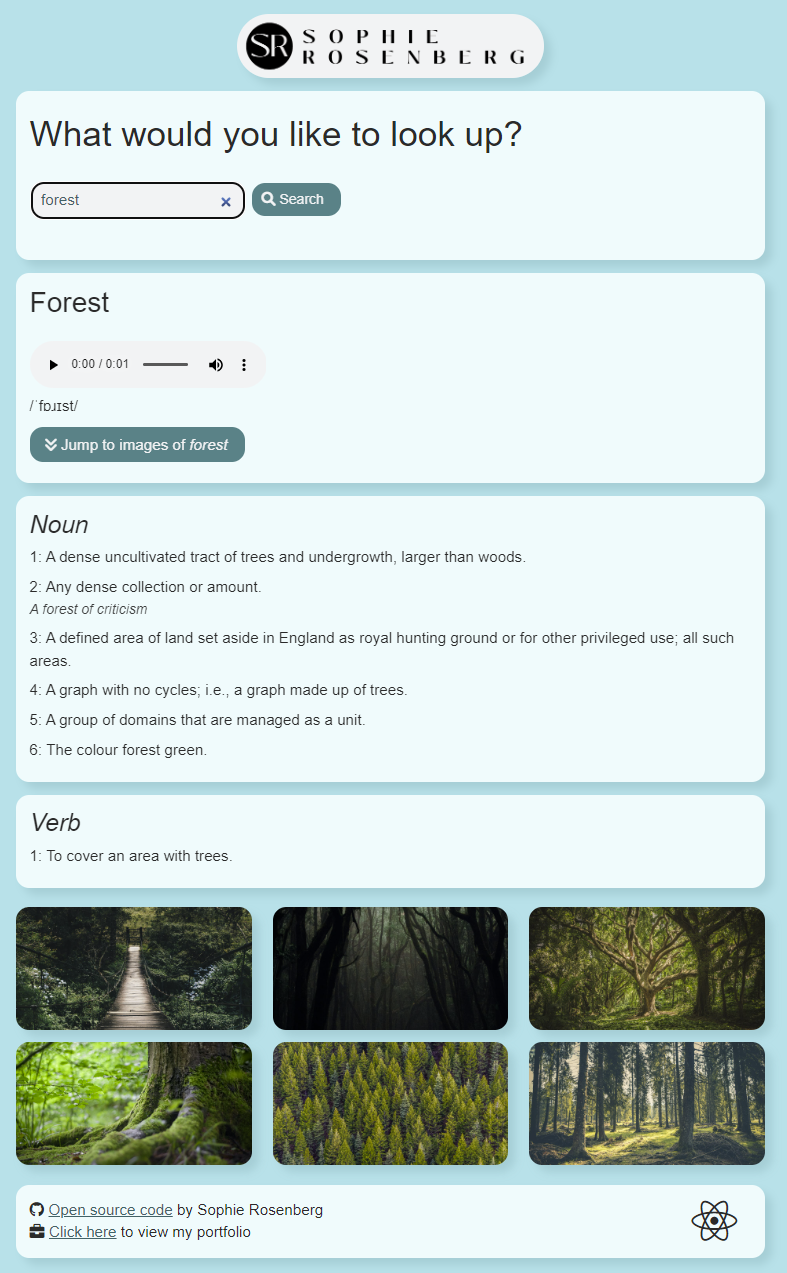 SR SOPHIE
ROSENBERG
What would you like to look up?
forest
Search
Forest
0:00 / 0:01
/ˈfɒɹɪst/
Jump to images of forest
Noun
1: A dense uncultivated tract of trees and undergrowth, larger than woods.
2: Any dense collection or amount.
A forest of criticism
3: A defined area of land set aside in England as royal hunting ground or for other privileged use; all such
areas.
4: A graph with no cycles; i.e., a graph made up of trees.
5: A group of domains that are managed as a unit.
6: The colour forest green.
Verb
1: To cover an area with trees.
Open source code by Sophie Rosenberg
Click here to view my portfolio